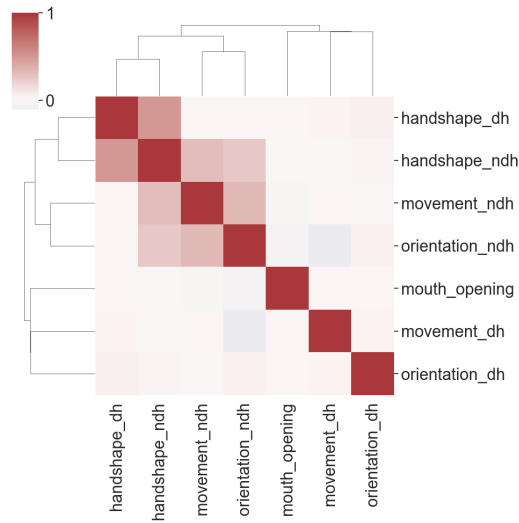 1
0
handshape_dh
handshape_ndh
movement_ndh
orientation_ndh
mouth_opening
movement_dh
orientation_dh
handshape_dh
handshape_ndh
movement_ndh
orientation_ndh
mouth_opening
movement_dh
orientation_dh